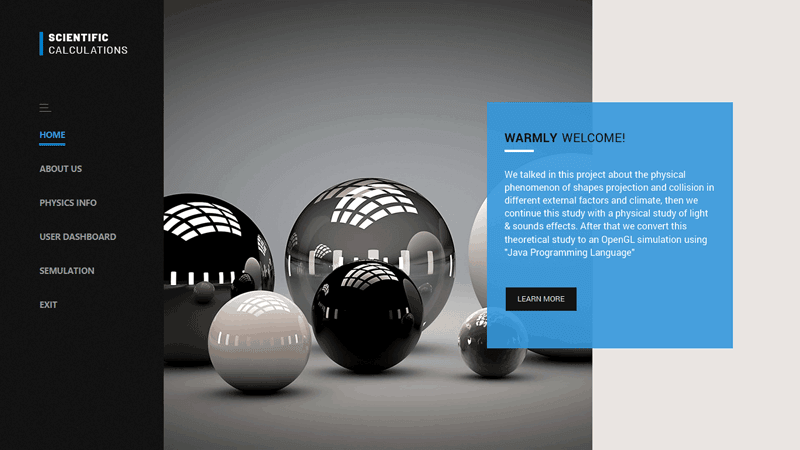 SCIENTIFIC
CALCULATIONS
HOME
ABOUT US
PHYSICS INFO
USER DASHBOARD
SEMULATION
EXIT
WARMLY WELCOME!
We talked in this project about the physical
phenomenon of shapes projection and collision in
different external factors and climate, then we
continue this study with a physical study of light
& sounds effects. After that we convert this
theoretical study to an OpenGL simulation using
"Java Programming Language"
LEARN MORE